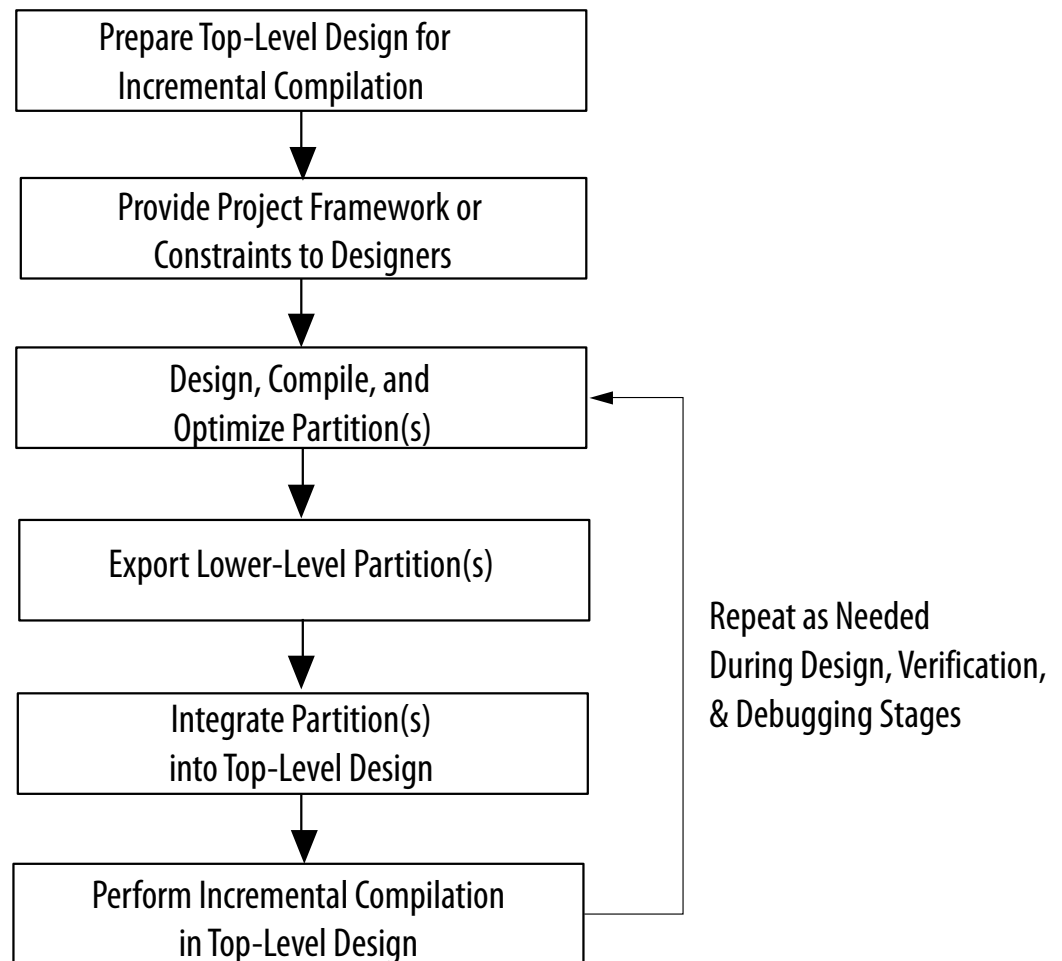 Prepare Top-Level Design for
Incremental Compilation
Provide Project Framework or
Constraints to Designers
Design, Compile, and
Optimize Partition(s)
Export Lower-Level Partition(s)
Integrate Partition(s)
into Top-Level Design
Perform Incremental Compilation
in Top-Level Design
Repeat as Needed
During Design, Verification,
& Debugging Stages